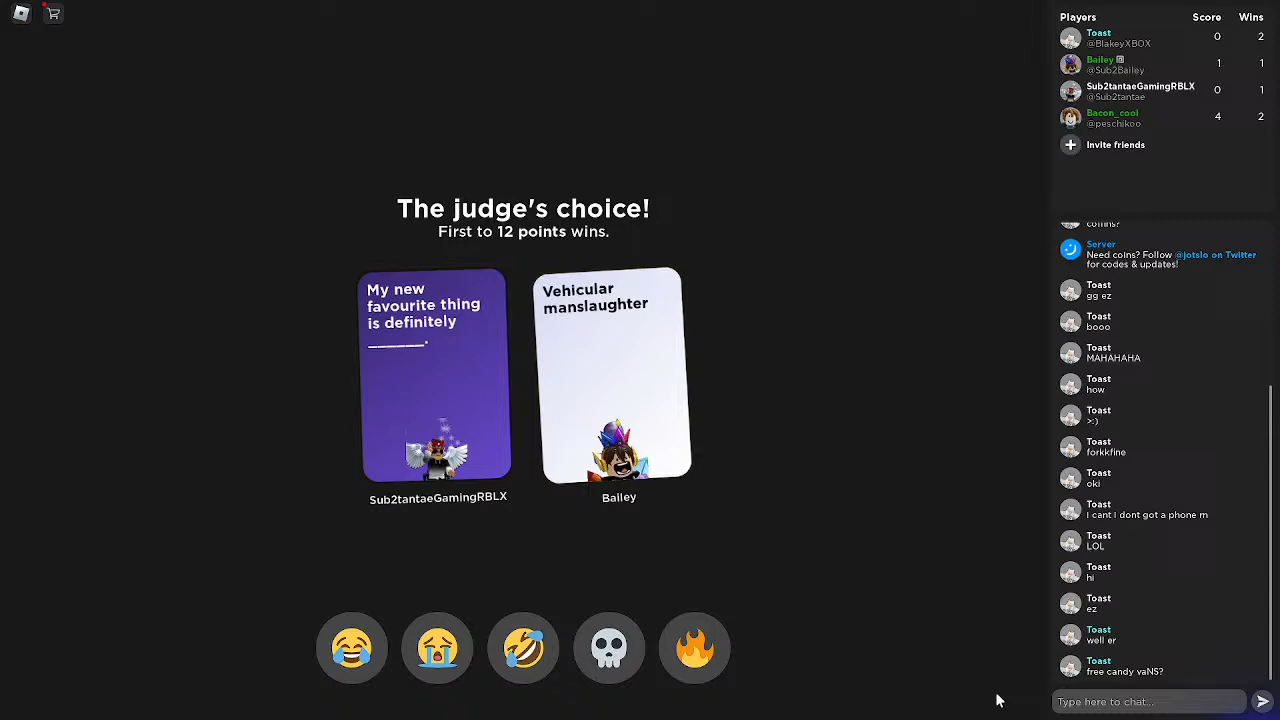 Players Score Wins
Toast 0 2
@BlakeyXBOX
Bailey 1 1
@Sub2Bailey
Sub2tantaeGamingRBLX 0 1
@Sub2tantae
Bacon_cool 4 2
@peschikoo
+ Invite friends
The judge's choice!
First to 12 points wins.
My new
favourite thing
is definitely
______.
Vehicular
manslaughter
Sub2tantaeGamingRBLX
Bailey
coins?
Server
Need coins? Follow @jotslo on Twitter
for codes & updates!
Toast
gg ez
Toast
booo
Toast
MAHAHAHA
Toast
how
Toast
>:)
Toast
forkkfine
Toast
oki
Toast
I cant i dont got a phone rn
Toast
LOL
Toast
hi
Toast
ez
Toast
well er
Toast
free candy vaNS?
Type here to chat...